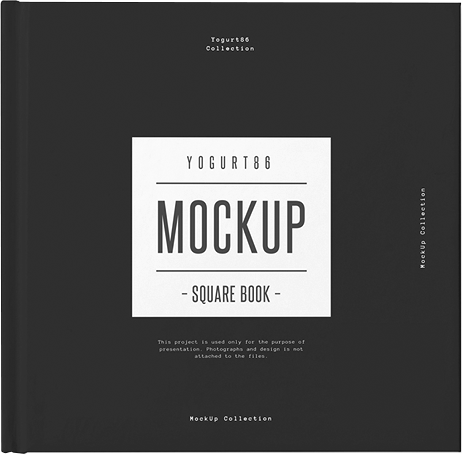 Yogurt86
Collection
YOGURT86
MOCKUP
- SQUARE BOOK -
MockUp Collection
This project is used only for the purpose of
presentation. Photographs and design is not
attached to the files.
MockUp Collection